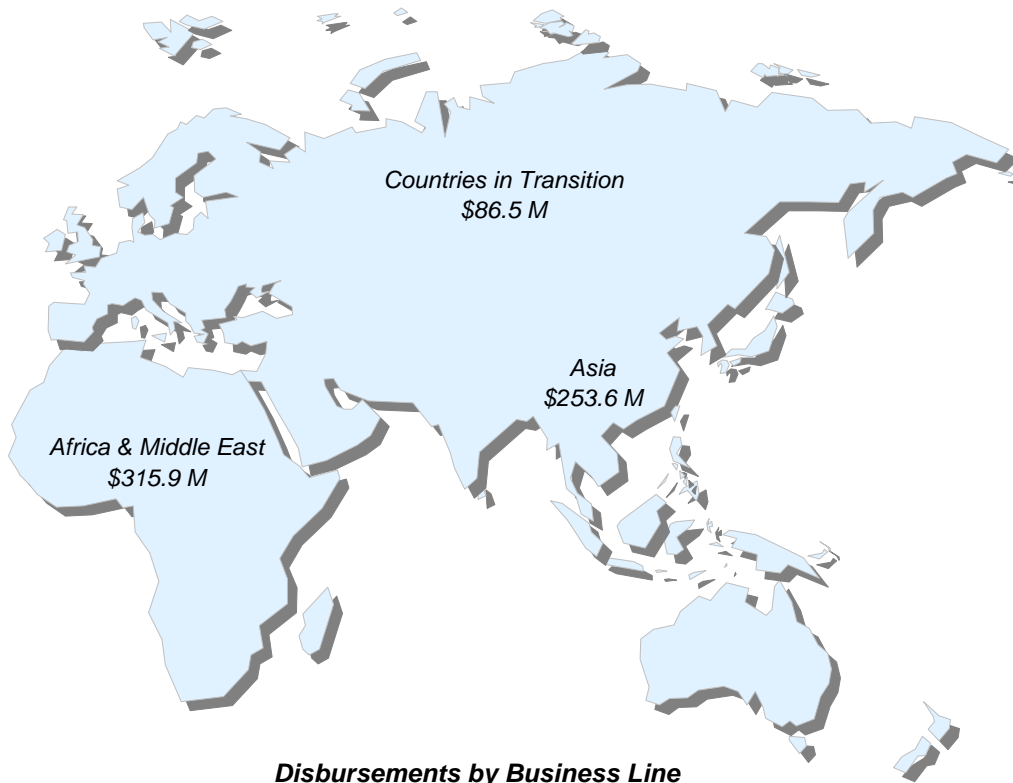 Countries in Transition
$86.5 M
Asia
$253.6 M
Africa & Middle East
$315.9 M
Disbursements by Business Line